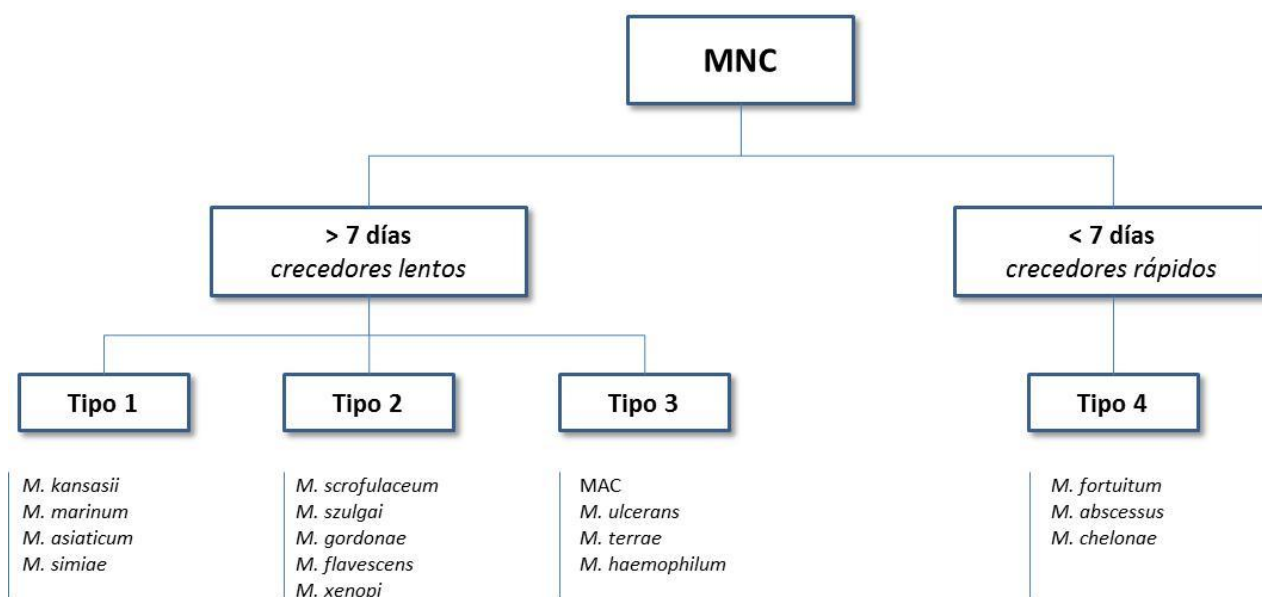 MNC
> 7 días
crecedores lentos
< 7 días
crecedores rápidos
Tipo 1
Tipo 2
Tipo 3
Tipo 4
M. kansasii
M. marinum
M. asiaticum
M. simiae
M. scrofulaceum
M. szulgai
M. gordonae
M. flavescens
M. xenopi
MAC
M. ulcerans
M. terrae
M. haemophilum
M. fortuitum
M. abscessus
M. chelonae